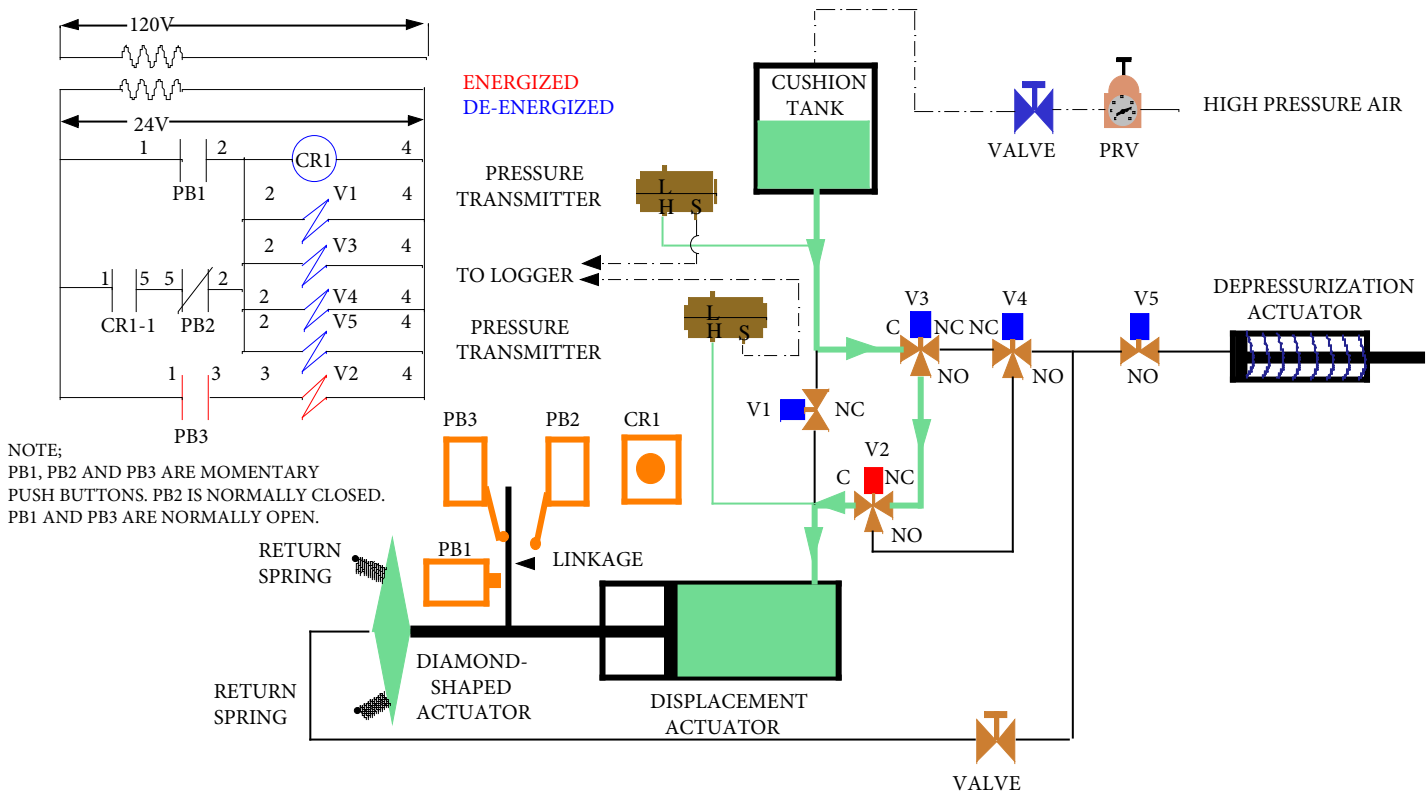 120V
24V
ENERGIZED
DE-ENERGIZED
1 2 CR1 4
PB1
2 V1 4
2 V3 4
1 5 5 2
CR1-1 PB2
2 V4 4
2 V5 4
1 3 3 V2 4
PB3
NOTE;
PB1, PB2 AND PB3 ARE MOMENTARY
PUSH BUTTONS. PB2 IS NORMALLY CLOSED.
PB1 AND PB3 ARE NORMALLY OPEN.
CUSHION
TANK
VALVE
PRV
HIGH PRESSURE AIR
PRESSURE
TRANSMITTER
L
H S
TO LOGGER
PRESSURE
TRANSMITTER
L
H S
V3
C NC
NO
V4
NC
NO
V5
NO
DEPRESSURIZATION
ACTUATOR
V1 NC
V2
C NC
NO
PB3
PB2
CR1
PB1
LINKAGE
RETURN
SPRING
RETURN
SPRING
DIAMOND-
SHAPED
ACTUATOR
DISPLACEMENT
ACTUATOR
VALVE